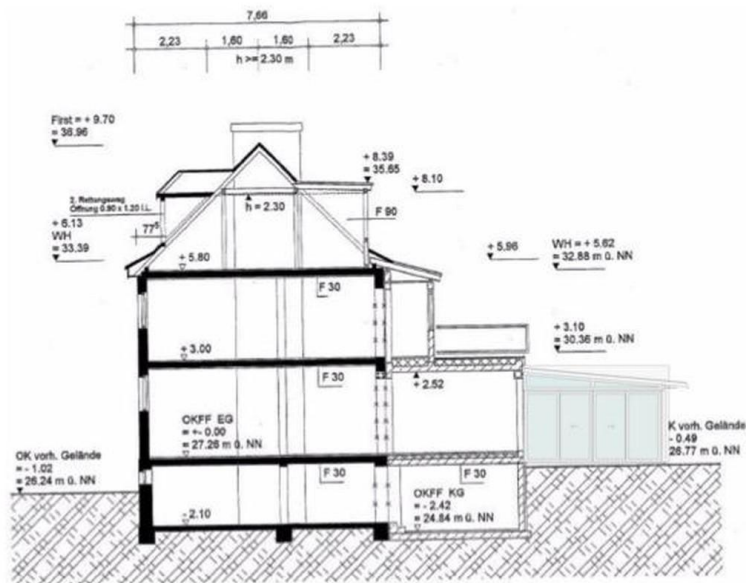 7,66
2,23 1,60 1,60 2,23
h >= 2.30 m
First = + 9.70
= 36.96
+ 8.39
= 35.65
+ 8.10
2. Rettungsweg
Öffnung 0.90 x 1.20 i.L.
h = 2.30
F 90
+ 6.13
WH
= 33.39
77⁵
+ 5.80
+ 5,96
WH = + 5.62
= 32.88 m ü. NN
F 30
+ 3.10
= 30.36 m ü. NN
+ 3.00
F 30
+ 2.52
OKFF EG
= +- 0.00
= 27.26 m ü. NN
K vorh. Gelände
- 0.49
26.77 m ü. NN
OK vorh. Gelände
= - 1.02
= 26.24 m ü. NN
F 30
F 30
OKFF KG
= - 2.42
= 24.84 m ü. NN
- 2.10